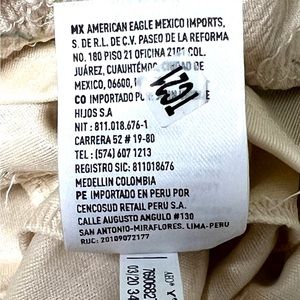 MX AMERICAN EAGLE MEXICO IMPORTS,
S. DE R.L. DE C.V. PASEO DE LA REFORMA
NO. 180 PISO 21 OFICINA 2101 COL.
JUÁREZ, CUAUHTÉMOC, CIUDAD DE
MEXICO, 06600,
CO IMPORTADO
HIJOS S.A
NIT : 811.018.676-1
CARRERA 52 # 19-80
TEL : (574) 607 1213
REGISTRO SIC: 811018676
MEDELLIN COLOMBIA
PE IMPORTADO EN PERU POR
CENCOSUD RETAIL PERU S.A.
CALLE AUGUSTO ANGULO #130
SAN ANTONIO-MIRAFLORES. LIMA-PERU
RUC: 20109072177